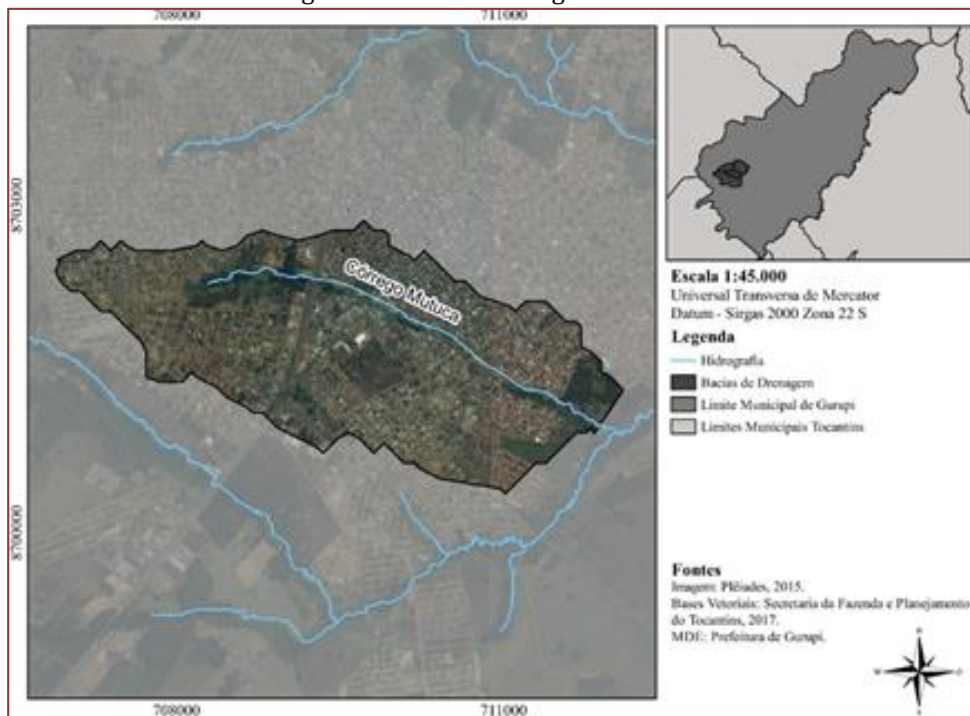 708000
711000
8703000
8700000
Córrego Mutuca
708000
711000
Escala 1:45.000
Universal Transversa de Mercator
Datum - Sirgas 2000 Zona 22 S
Legenda
Hidrografia
Bacias de Drenagem
Limite Municipal de Gurupi
Limites Municipais Tocantins
Fontes
Imagem: Plêiades, 2015.
Bases Vetoriais: Secretaria da Fazenda e Planejamento
do Tocantins, 2017.
MDE: Prefeitura de Gurupi.
N
W
O
S